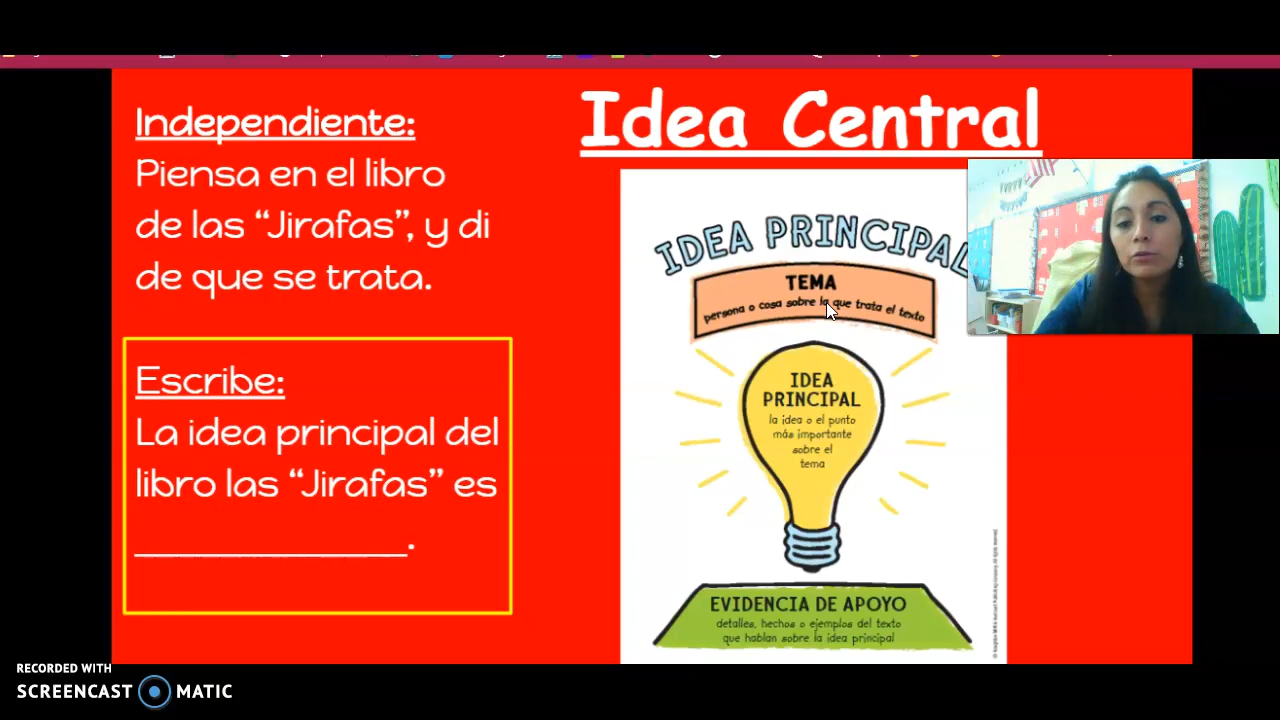 Independiente:
Piensa en el libro
de las “Jirafas”, y di
de que se trata.
Escribe:
La idea principal del
libro las “Jirafas” es
______________.
Idea Central
IDEA PRINCIPAL
TEMA
persona o cosa sobre la que trata el texto
IDEA
PRINCIPAL
la idea o el punto
más importante
sobre el
tema
EVIDENCIA DE APOYO
detalles, hechos o ejemplos del texto
que hablan sobre la idea principal
RECORDED WITH
SCREENCAST MATIC